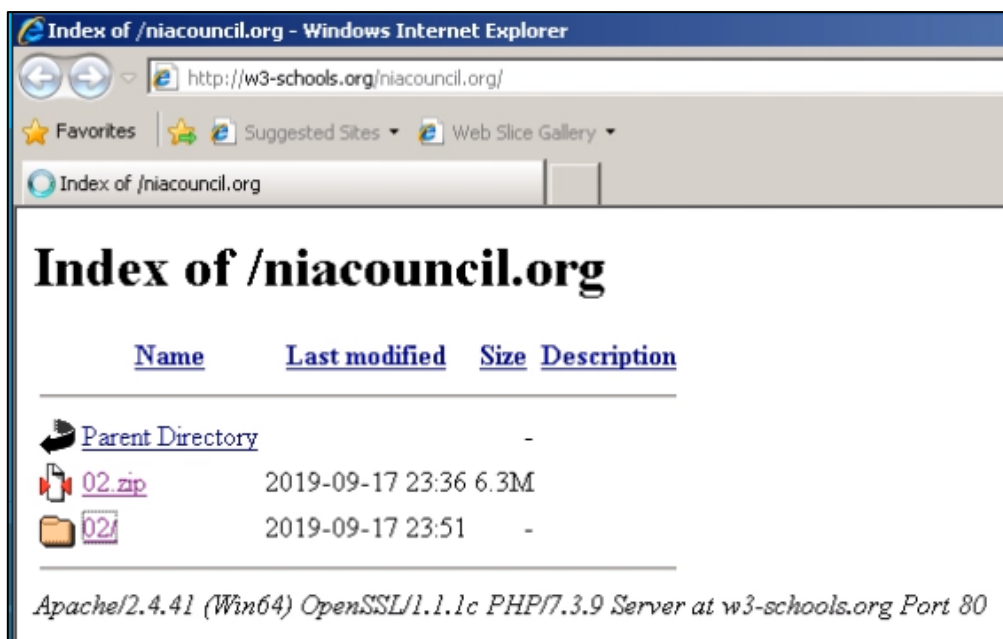 Index of /niacouncil.org - Windows Internet Explorer
http://w3-schools.org/niacouncil.org/
Favorites Suggested Sites Web Slice Gallery
Index of /niacouncil.org
Index of /niacouncil.org
Name Last modified Size Description
Parent Directory -
02.zip 2019-09-17 23:36 6.3M
02/ 2019-09-17 23:51 -
Apache/2.4.41 (Win64) OpenSSL/1.1.1c PHP/7.3.9 Server at w3-schools.org Port 80